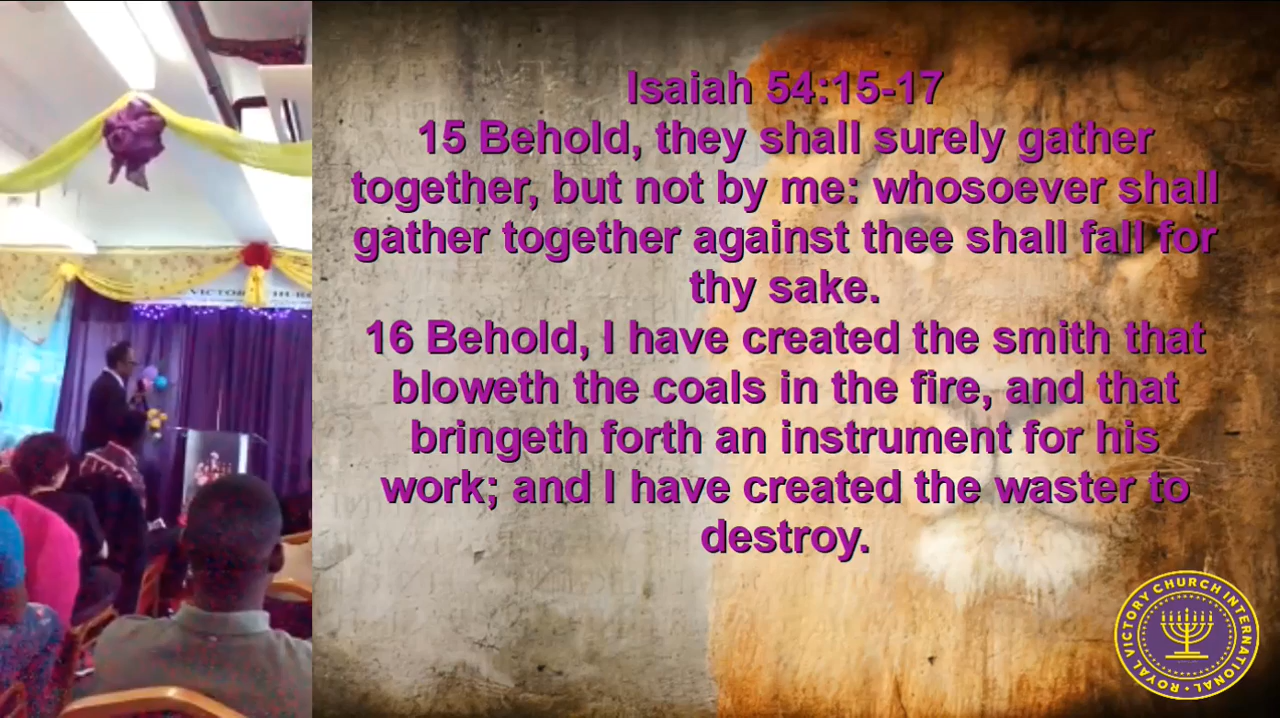 Isaiah 54:15-17
15 Behold, they shall surely gather
together, but not by me: whosoever shall
gather together against thee shall fall for
thy sake.
16 Behold, I have created the smith that
bloweth the coals in the fire, and that
bringeth forth an instrument for his
work; and I have created the waster to
destroy.
ROYAL VICTORY CHURCH INTERNATIONAL